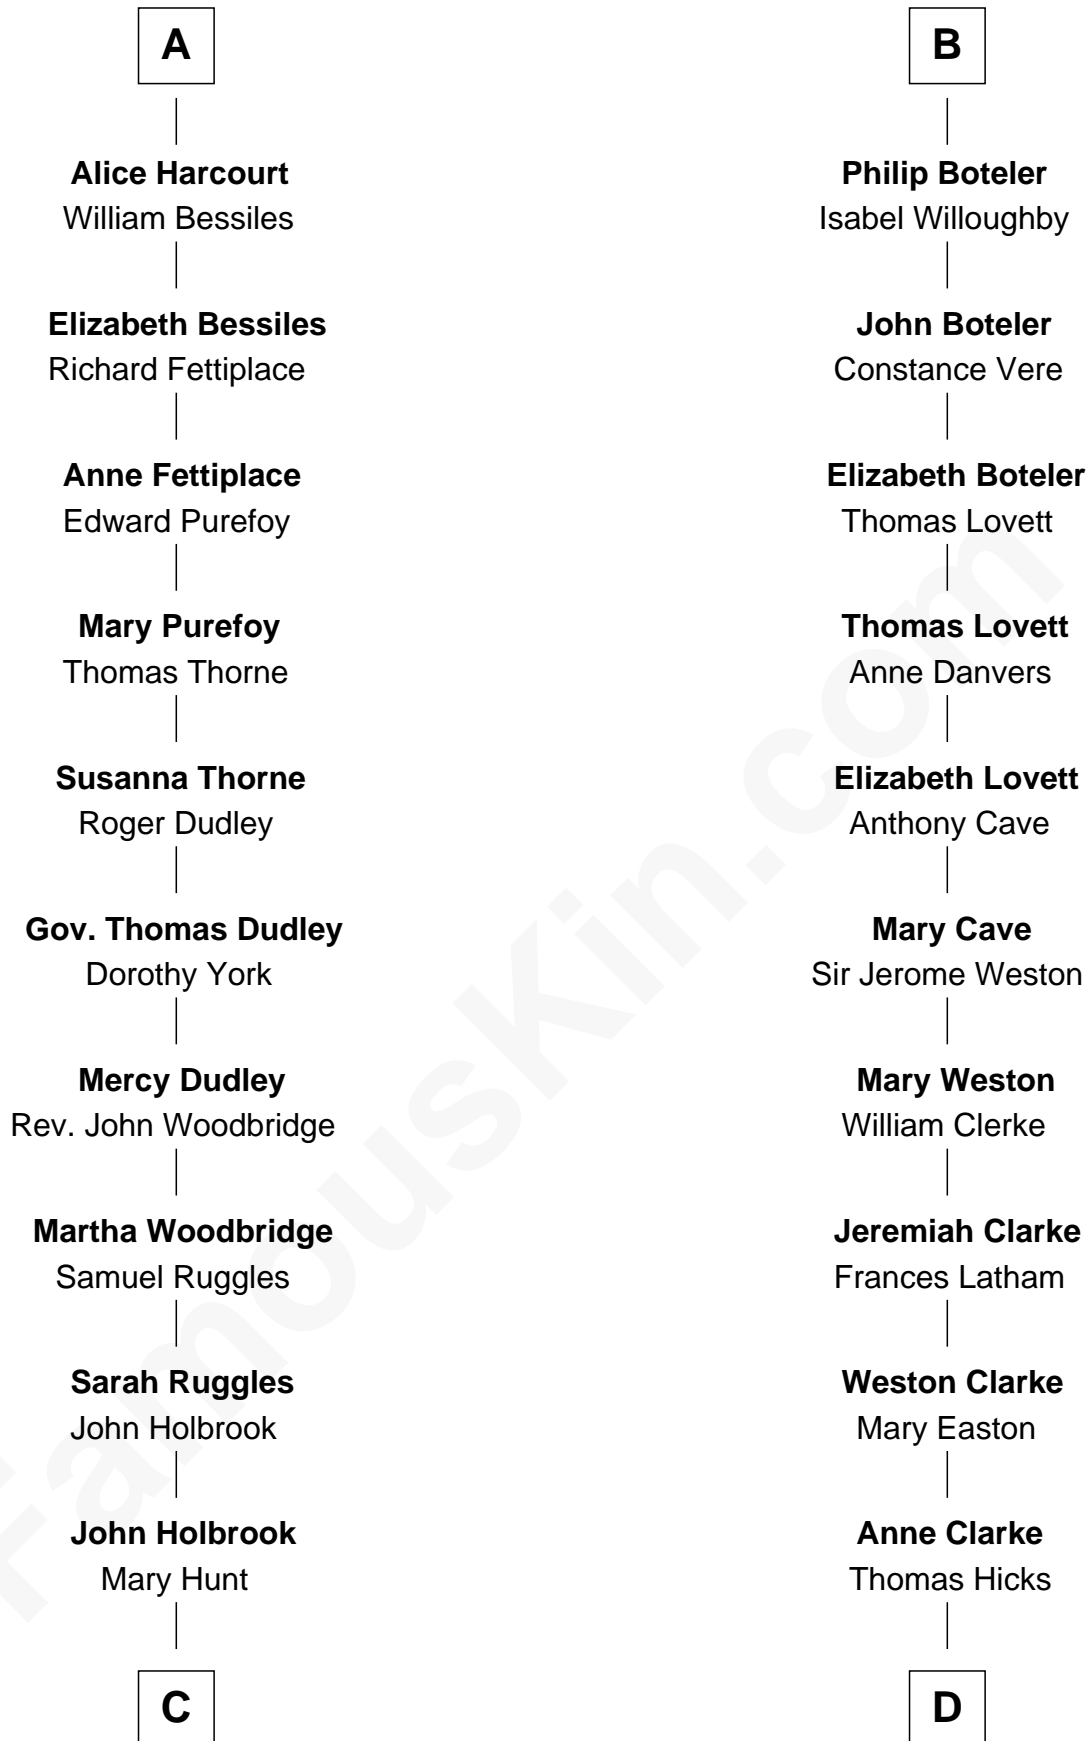 A
Alice Harcourt
William Bessiles
Elizabeth Bessiles
Richard Fettiplace
Anne Fettiplace
Edward Purefoy
Mary Purefoy
Thomas Thorne
Susanna Thorne
Roger Dudley
Gov. Thomas Dudley
Dorothy York
Mercy Dudley
Rev. John Woodbridge
Martha Woodbridge
Samuel Ruggles
Sarah Ruggles
John Holbrook
John Holbrook
Mary Hunt
C
B
Philip Boteler
Isabel Willoughby
John Boteler
Constance Vere
Elizabeth Boteler
Thomas Lovett
Thomas Lovett
Anne Danvers
Elizabeth Lovett
Anthony Cave
Mary Cave
Sir Jerome Weston
Mary Weston
William Clerke
Jeremiah Clarke
Frances Latham
Weston Clarke
Mary Easton
Anne Clarke
Thomas Hicks
D
FamousKin.com